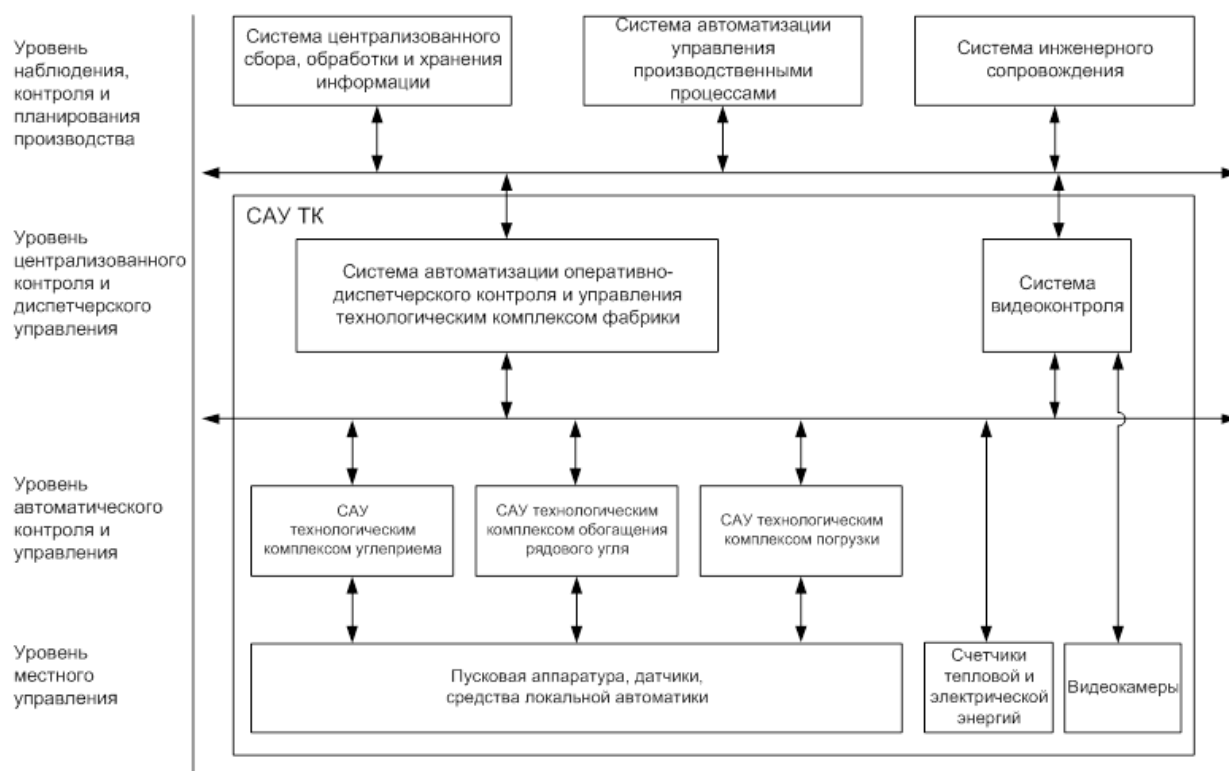 Уровень
наблюдения,
контроля и
планирования
производства
Система централизованного
сбора, обработки и хранения
информации
Система автоматизации
управления
производственными
процессами
Система инженерного
сопровождения
САУ ТК
Уровень
централизованного
контроля и
диспетчерского
управления
Система автоматизации оперативно-
диспетчерского контроля и управления
технологическим комплексом фабрики
Система
видеоконтроля
Уровень
автоматического
контроля и
управления
САУ
технологическим
комплексом углеприема
САУ технологическим
комплексом обогащения
рядового угля
САУ технологическим
комплексом погрузки
Уровень
местного
управления
Пусковая аппаратура, датчики,
средства локальной автоматики
Счетчики
тепловой и
электрической
энергий
Видеокамеры